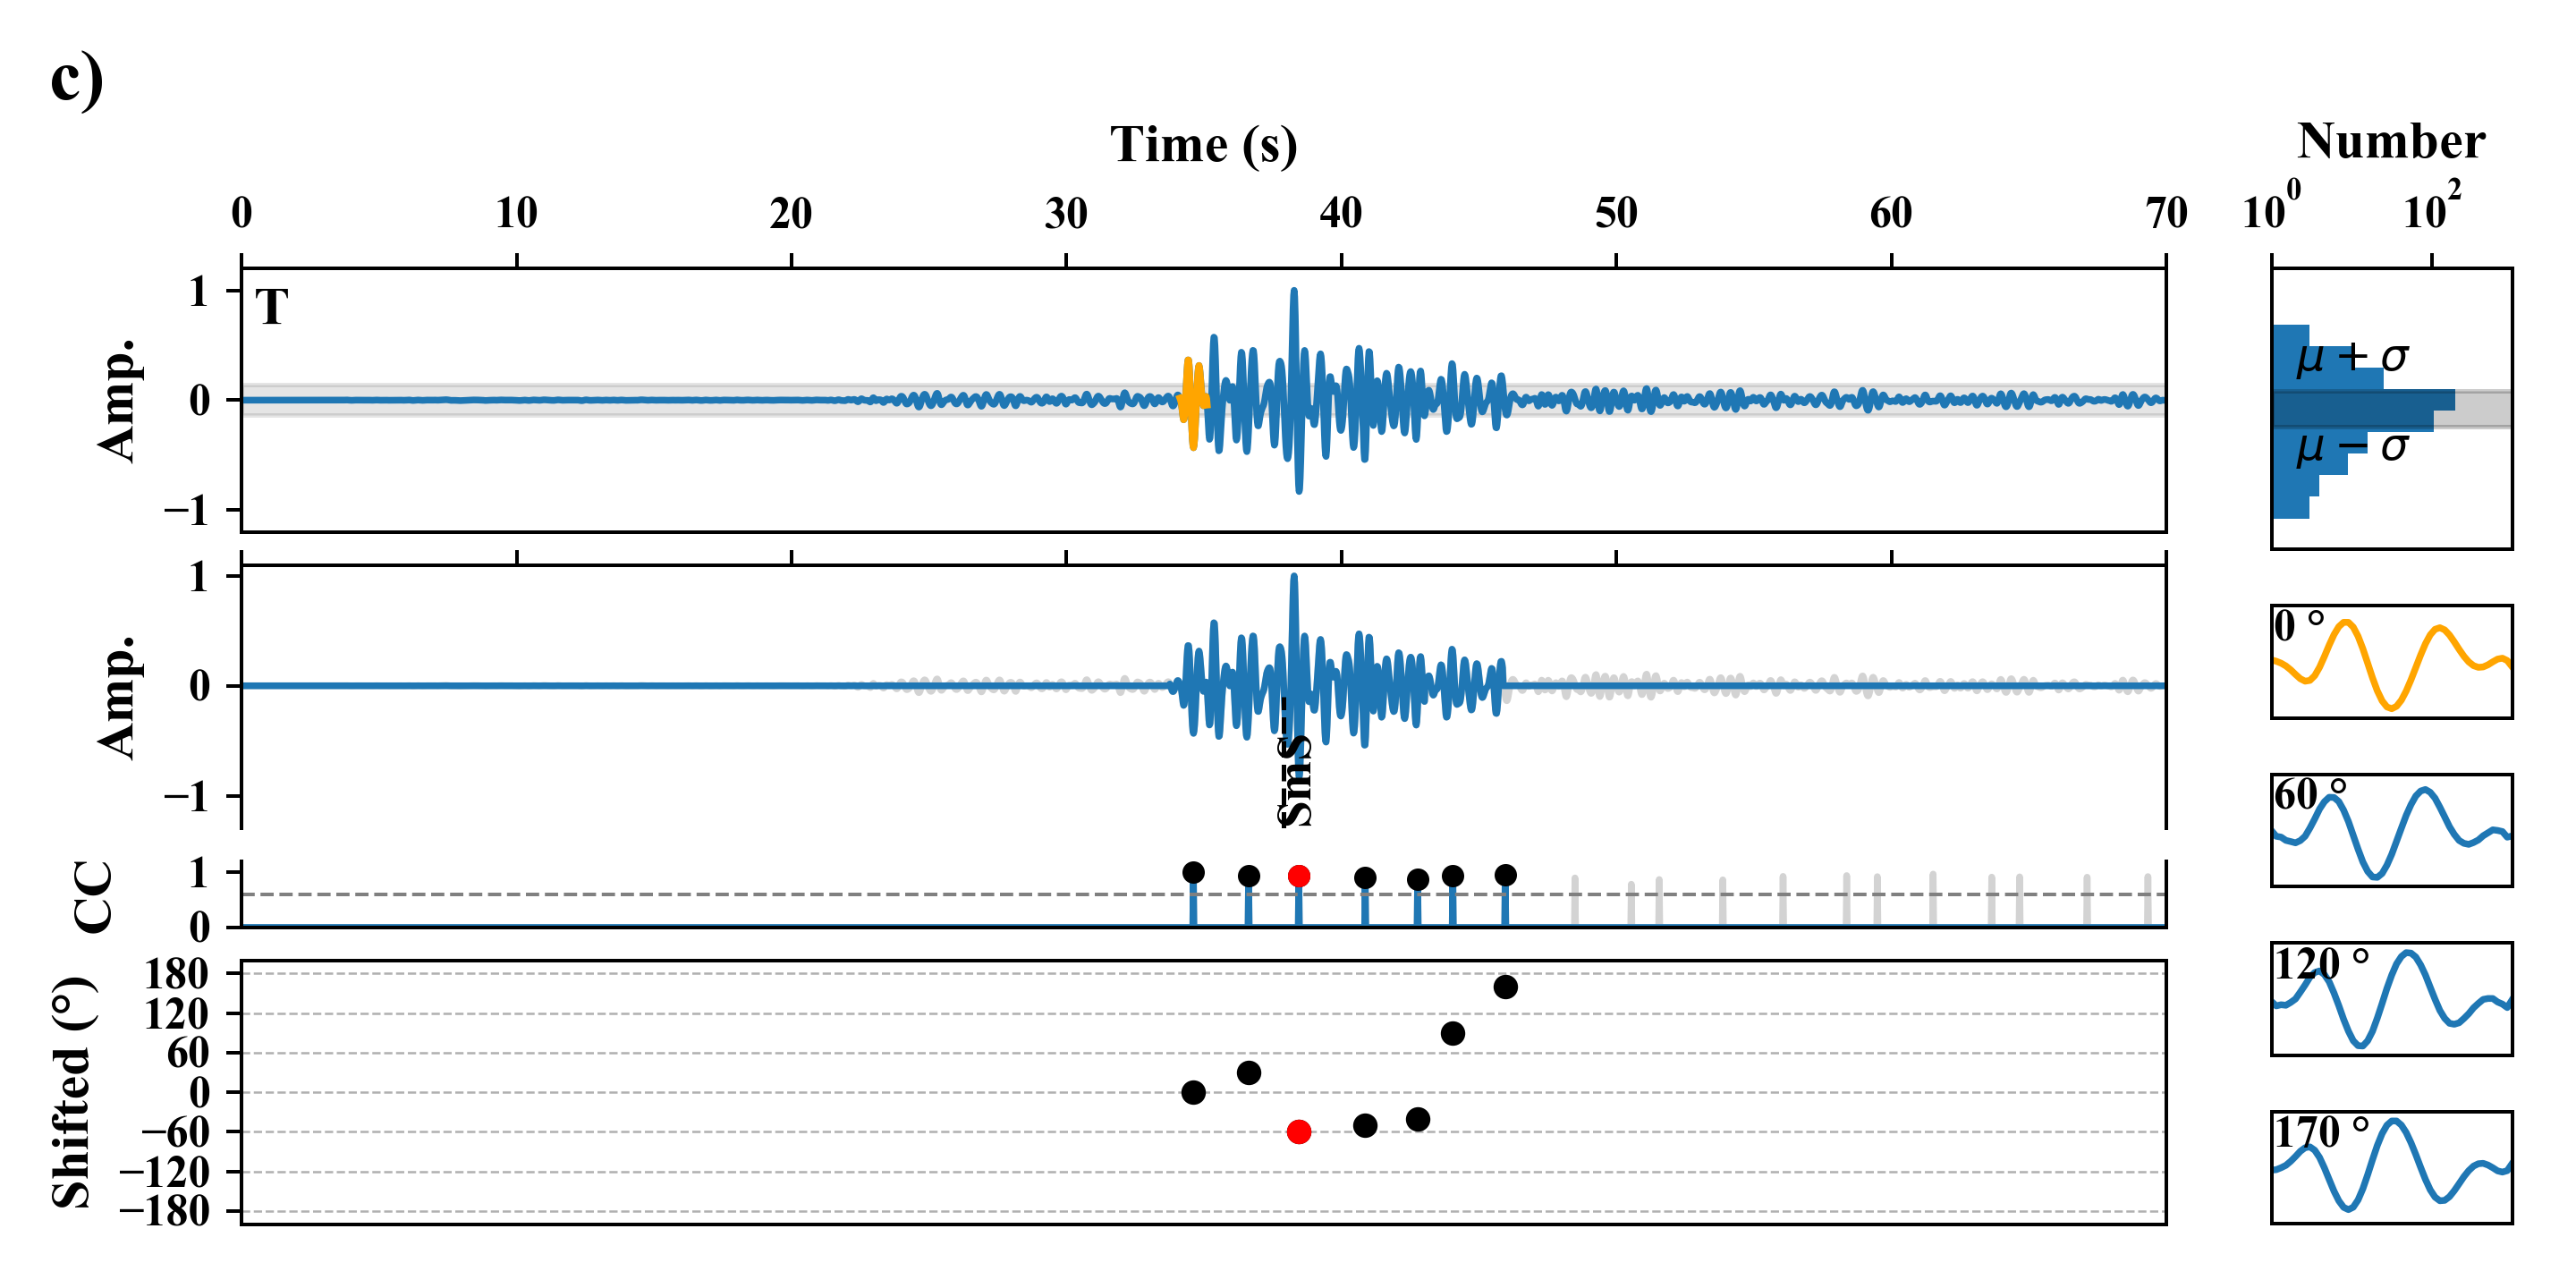 c)
Time (s)
Number
0 10 20 30 40 50 60 70
10^0 10^2
T
Amp.
1
0
−1
μ + σ
μ − σ
Amp.
1
0
−1
SmS
0 °
60 °
120 °
170 °
CC
1
0
Shifted (°)
180
120
60
0
−60
−120
−180